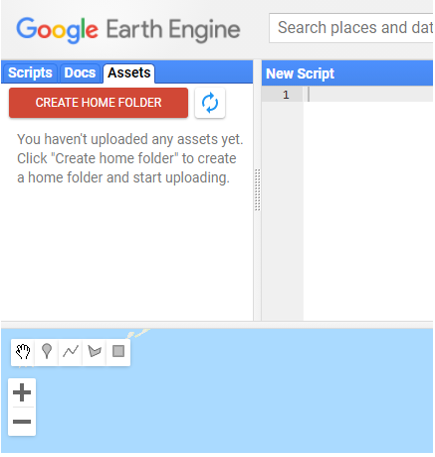 Google Earth Engine
Search places and dat
Scripts Docs Assets
New Script
CREATE HOME FOLDER
1
You haven't uploaded any assets yet.
Click "Create home folder" to create
a home folder and start uploading.